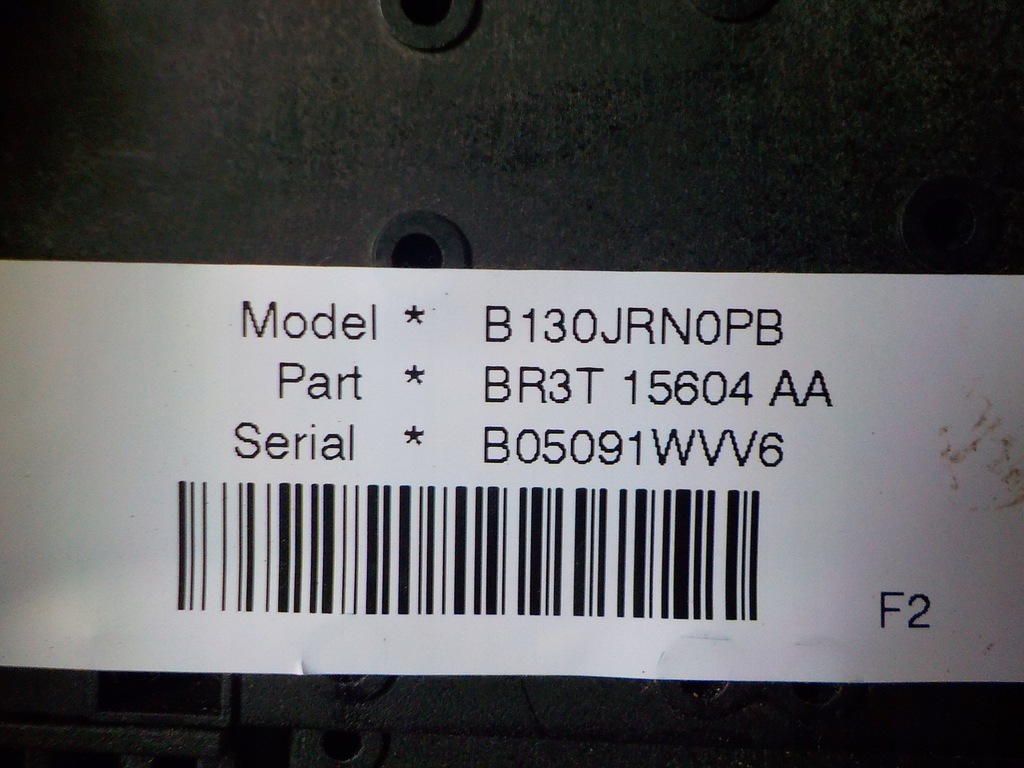 Model * B130JRN0PB
Part * BR3T 15604 AA
Serial * B05091WVV6
F2